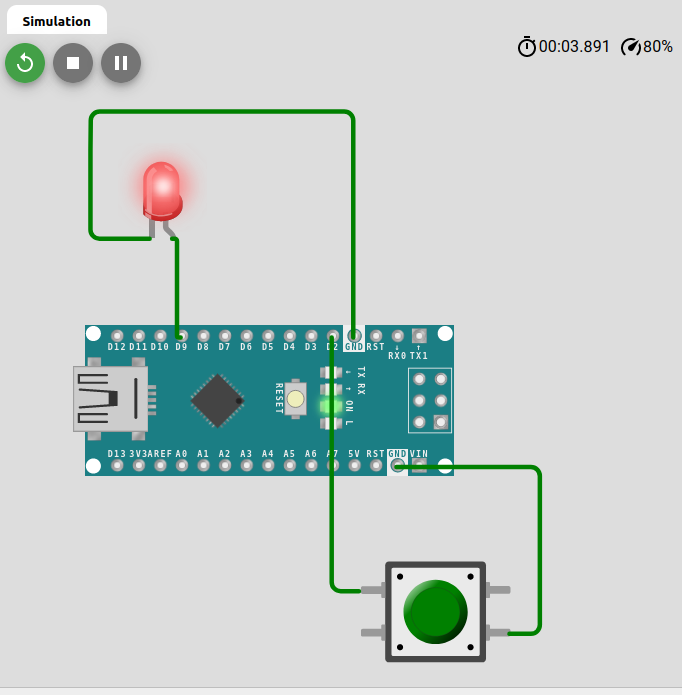 Simulation
00:03.891 80%
D12 D11 D10 D9 D8 D7 D6 D5 D4 D3 D2 GND RST ↓ ↑
RX0 TX1
RESET
← TX
→ RX
ON
L
D13 3V3 AREF A0 A1 A2 A3 A4 A5 A6 A7 5V RST GND VIN